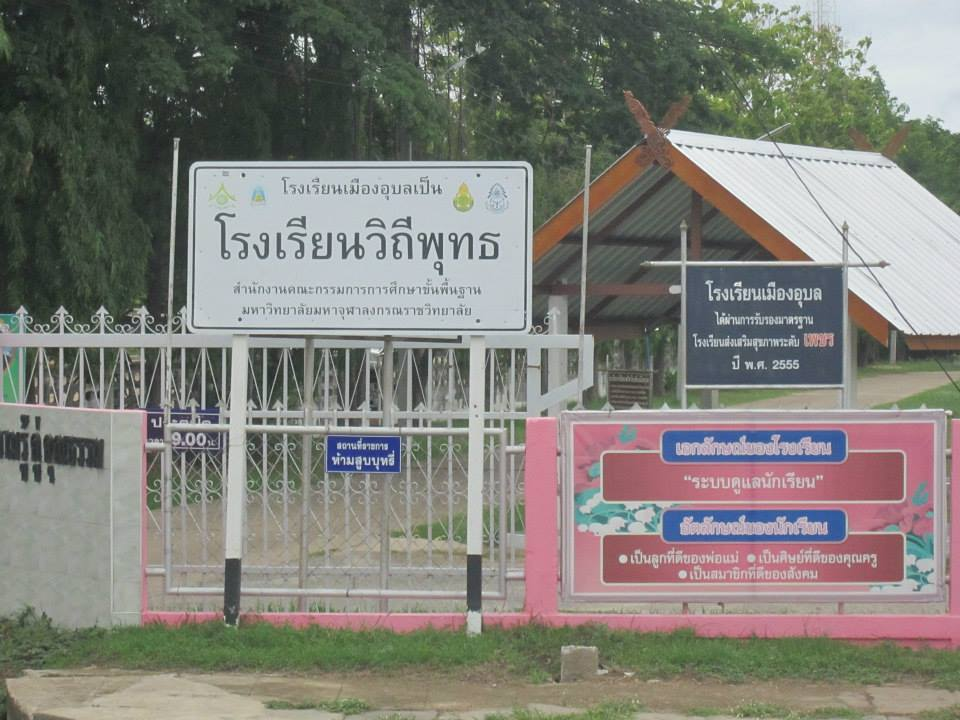 โรงเรียนเมืองอุบลเป็น
โรงเรียนวิถีพุทธ
สำนักงานคณะกรรมการการศึกษาขั้นพื้นฐาน
มหาวิทยาลัยมหาจุฬาลงกรณราชวิทยาลัย
โรงเรียนเมืองอุบล
ได้ผ่านการรับรองมาตรฐาน
โรงเรียนส่งเสริมสุขภาพระดับ เพชร
ปี พ.ศ. 2555
9.00
สถานที่ราชการ
ห้ามสูบบุหรี่
รู้ คู่ คุณธรรม
เอกลักษณ์ของโรงเรียน
“ระบบดูแลนักเรียน”
อัตลักษณ์ของนักเรียน
● เป็นลูกที่ดีของพ่อแม่ ● เป็นศิษย์ที่ดีของคุณครู
● เป็นสมาชิกที่ดีของสังคม